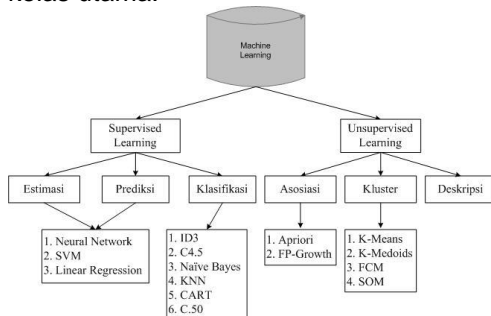 Machine
Learning
Supervised
Learning
Unsupervised
Learning
Estimasi
Prediksi
Klasifikasi
Asosiasi
Kluster
Deskripsi
1. Neural Network
2. SVM
3. Linear Regression
1. ID3
2. C4.5
3. Naïve Bayes
4. KNN
5. CART
6. C.50
1. Apriori
2. FP-Growth
1. K-Means
2. K-Medoids
3. FCM
4. SOM